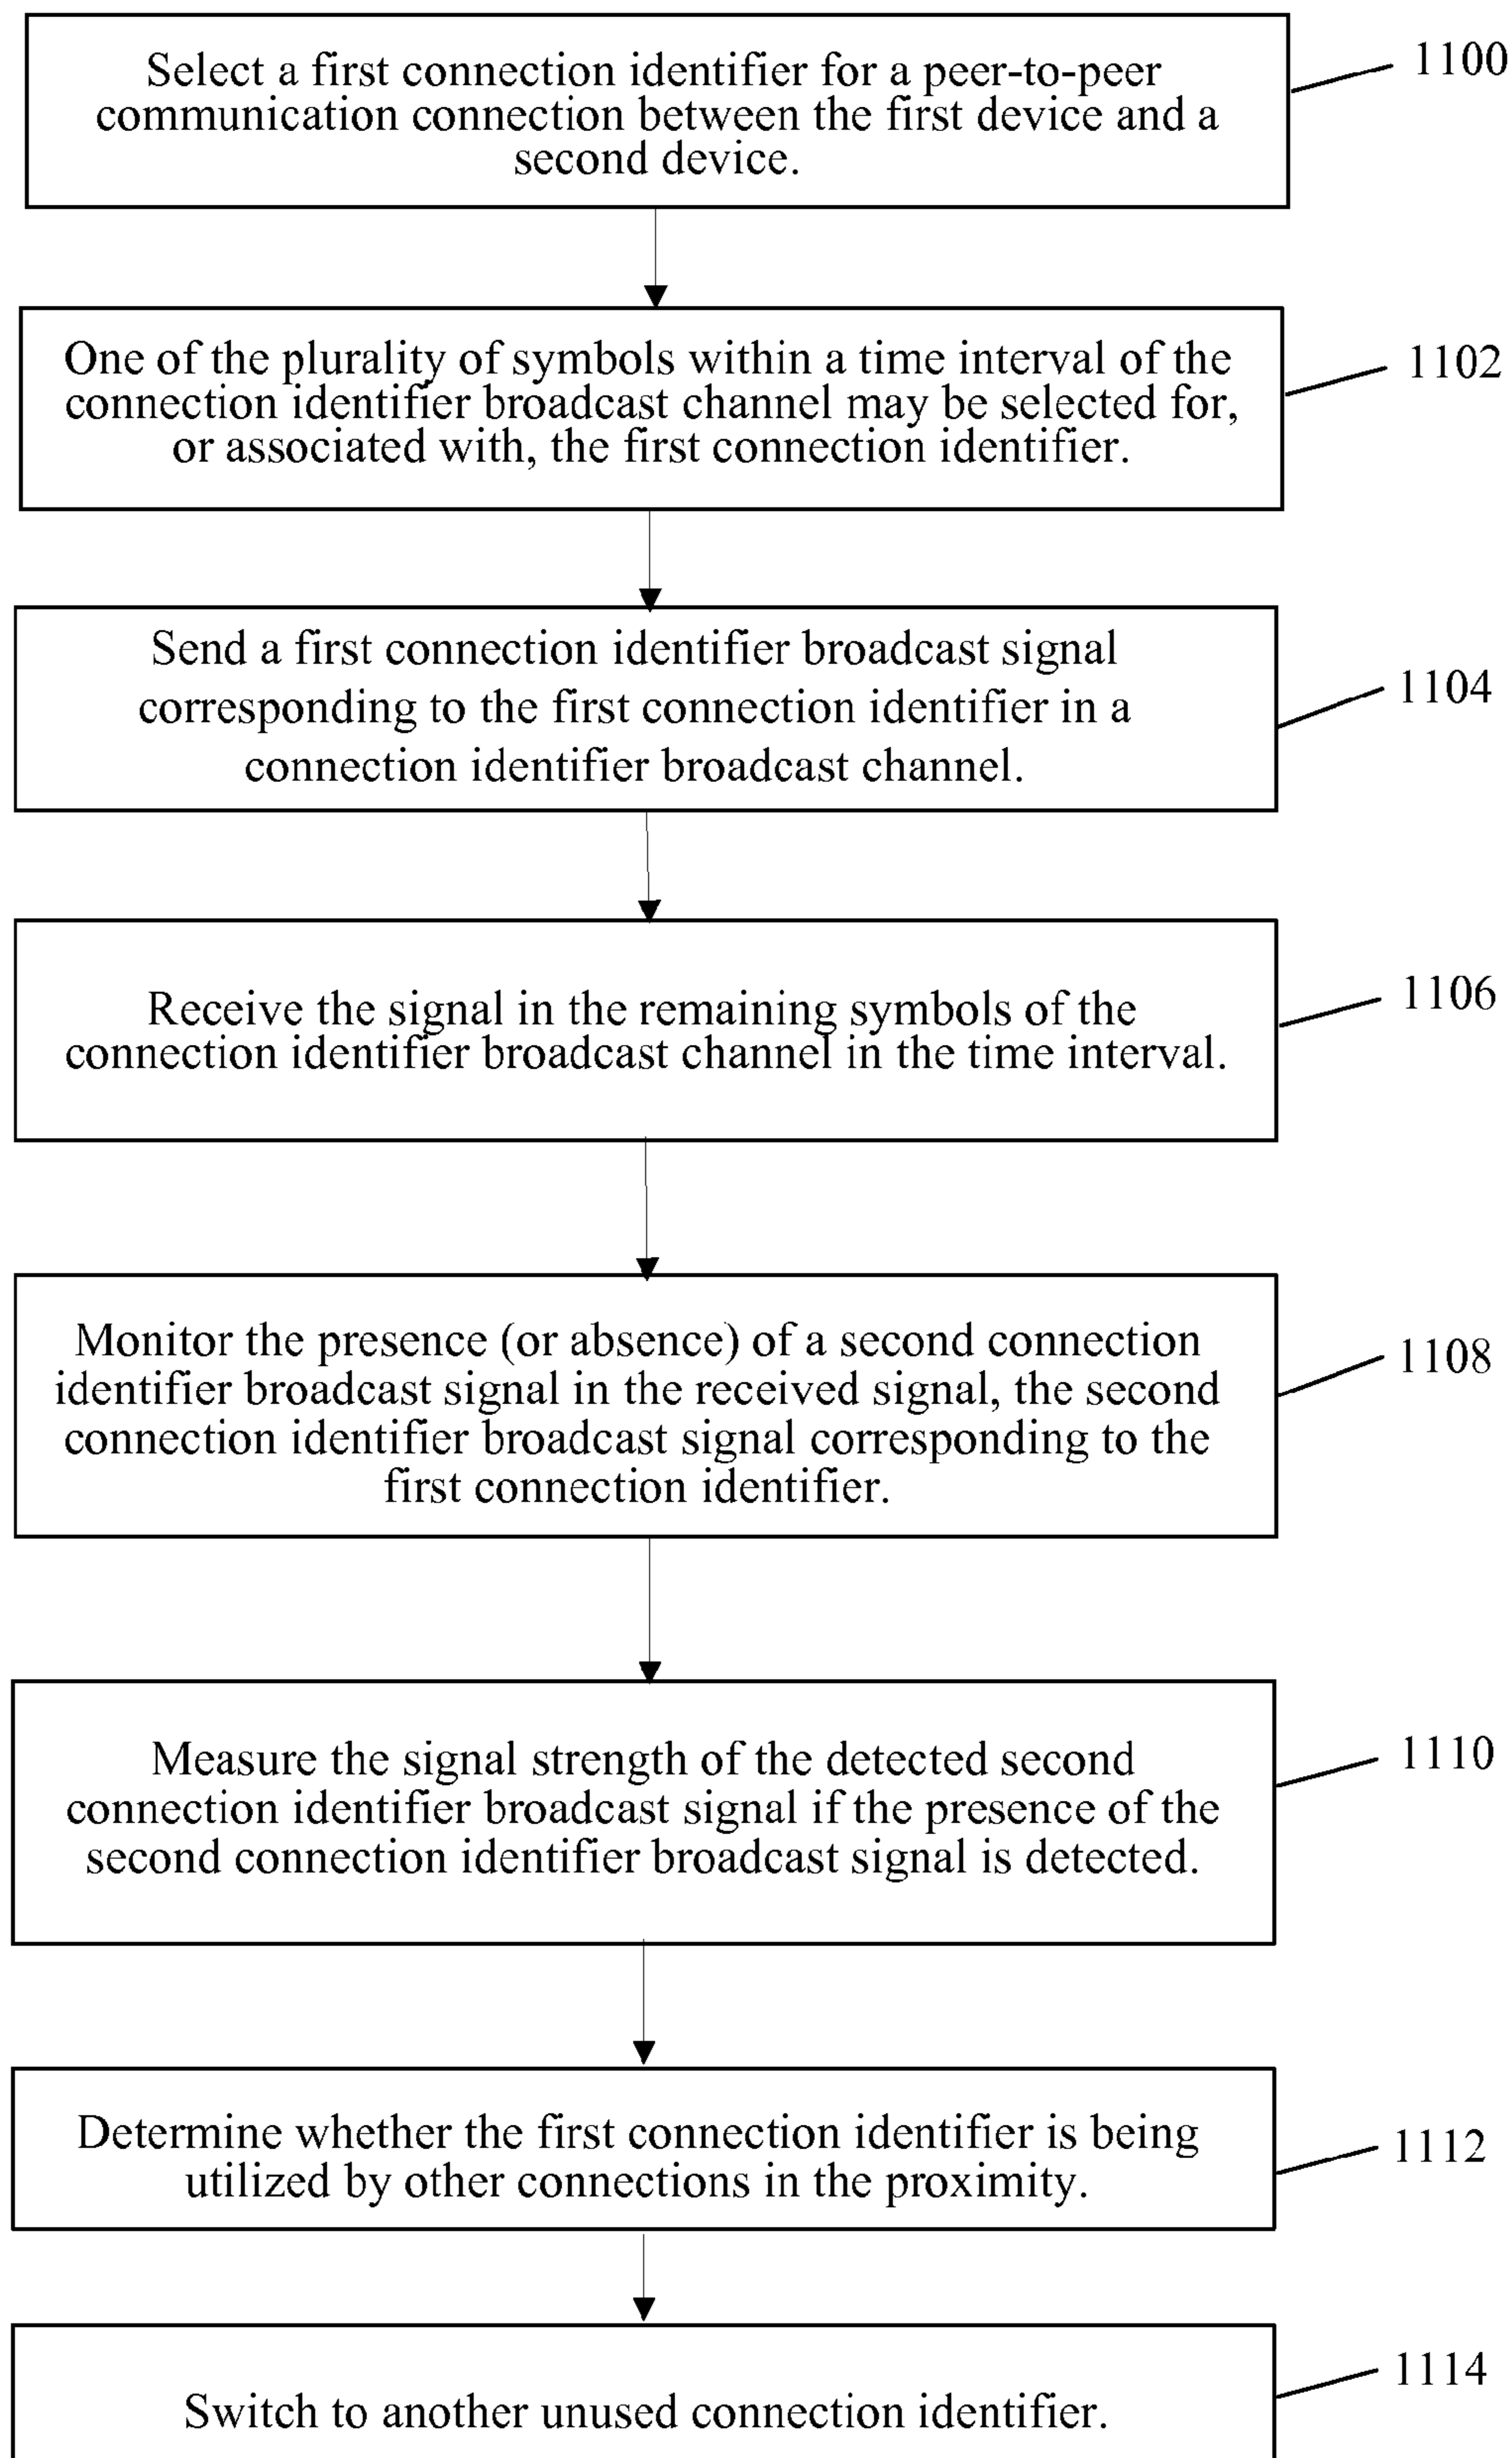 Select a first connection identifier for a peer-to-peer
communication connection between the first device and a
second device.
1100
One of the plurality of symbols within a time interval of the
connection identifier broadcast channel may be selected for,
or associated with, the first connection identifier.
1102
Send a first connection identifier broadcast signal
corresponding to the first connection identifier in a
connection identifier broadcast channel.
1104
Receive the signal in the remaining symbols of the
connection identifier broadcast channel in the time interval.
1106
Monitor the presence (or absence) of a second connection
identifier broadcast signal in the received signal, the second
connection identifier broadcast signal corresponding to the
first connection identifier.
1108
Measure the signal strength of the detected second
connection identifier broadcast signal if the presence of the
second connection identifier broadcast signal is detected.
1110
Determine whether the first connection identifier is being
utilized by other connections in the proximity.
1112
Switch to another unused connection identifier.
1114